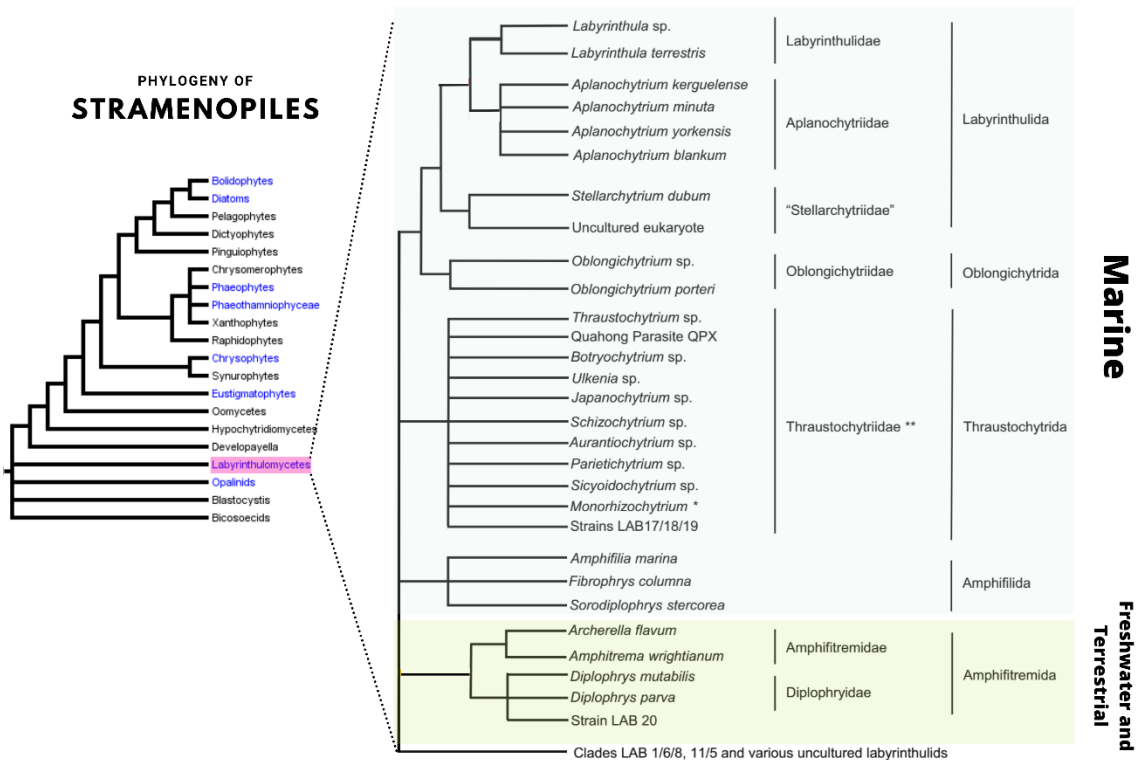 PHYLOGENY OF
STRAMENOPILES
Bolidophytes
Diatoms
Pelagophytes
Dictyophytes
Pinguiophytes
Chrysomerophytes
Phaeophytes
Phaeothamniophyceae
Xanthophytes
Raphidophytes
Chrysophytes
Synurophytes
Eustigmatophytes
Oomycetes
Hypochytridiomycetes
Developayella
Labyrinthulomycetes
Opalinids
Blastocystis
Bicosoecids
Labyrinthula sp.
Labyrinthula terrestris
Aplanochytrium kerguelense
Aplanochytrium minuta
Aplanochytrium yorkensis
Aplanochytrium blankum
Stellarchytrium dubum
Uncultured eukaryote
Oblongichytrium sp.
Oblongichytrium porteri
Thraustochytrium sp.
Quahong Parasite QPX
Botryochytrium sp.
Ulkenia sp.
Japanochytrium sp.
Schizochytrium sp.
Aurantiochytrium sp.
Parietichytrium sp.
Sicyoidochytrium sp.
Monorhizochytrium *
Strains LAB17/18/19
Amphifilia marina
Fibrophrys columna
Sorodiplophrys stercorea
Archerella flavum
Amphitrema wrightianum
Diplophrys mutabilis
Diplophrys parva
Strain LAB 20
Clades LAB 1/6/8, 11/5 and various uncultured labyrinthulids
Labyrinthulidae
Aplanochytriidae
“Stellarchytriidae”
Oblongichytriidae
Thraustochytriidae **
Amphifitremidae
Diplophryidae
Labyrinthulida
Oblongichytrida
Thraustochytrida
Amphifilida
Amphifitremida
Marine
Freshwater and
Terrestrial